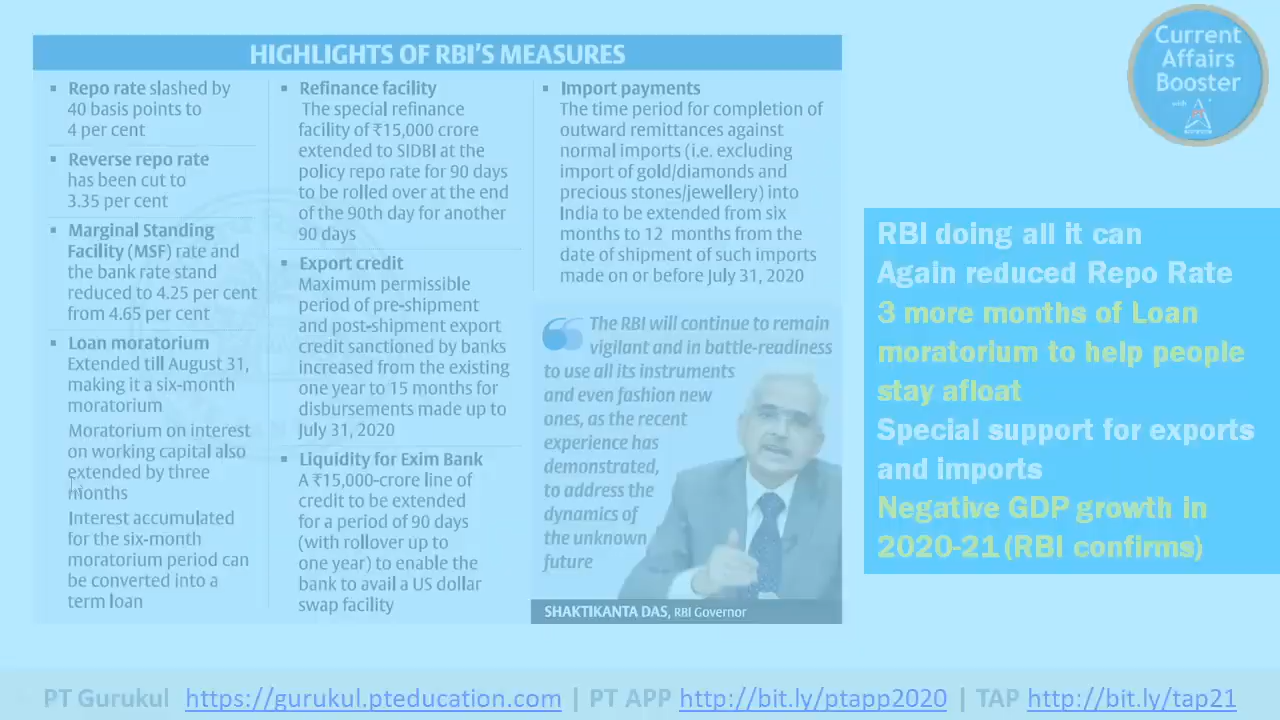 HIGHLIGHTS OF RBI'S MEASURES
▪ Repo rate slashed by
40 basis points to
4 per cent
▪ Reverse repo rate
has been cut to
3.35 per cent
▪ Marginal Standing
Facility (MSF) rate and
the bank rate stand
reduced to 4.25 per cent
from 4.65 per cent
▪ Loan moratorium
Extended till August 31,
making it a six-month
moratorium
Moratorium on interest
on working capital also
extended by three
months
Interest accumulated
for the six-month
moratorium period can
be converted into a
term loan
▪ Refinance facility
The special refinance
facility of ₹15,000 crore
extended to SIDBI at the
policy repo rate for 90 days
to be rolled over at the end
of the 90th day for another
90 days
▪ Export credit
Maximum permissible
period of pre-shipment
and post-shipment export
credit sanctioned by banks
increased from the existing
one year to 15 months for
disbursements made up to
July 31, 2020
▪ Liquidity for Exim Bank
A ₹15,000-crore line of
credit to be extended
for a period of 90 days
(with rollover up to
one year) to enable the
bank to avail a US dollar
swap facility
▪ Import payments
The time period for completion of
outward remittances against
normal imports (i.e. excluding
import of gold/diamonds and
precious stones/jewellery) into
India to be extended from six
months to 12 months from the
date of shipment of such imports
made on or before July 31, 2020
The RBI will continue to remain
vigilant and in battle-readiness
to use all its instruments
and even fashion new
ones, as the recent
experience has
demonstrated,
to address the
dynamics of
the unknown
future
SHAKTIKANTA DAS, RBI Governor
Current
Affairs
Booster
with
RBI doing all it can
Again reduced Repo Rate
3 more months of Loan
moratorium to help people
stay afloat
Special support for exports
and imports
Negative GDP growth in
2020-21 (RBI confirms)
PT Gurukul https://gurukul.pteducation.com | PT APP http://bit.ly/ptapp2020 | TAP http://bit.ly/tap21